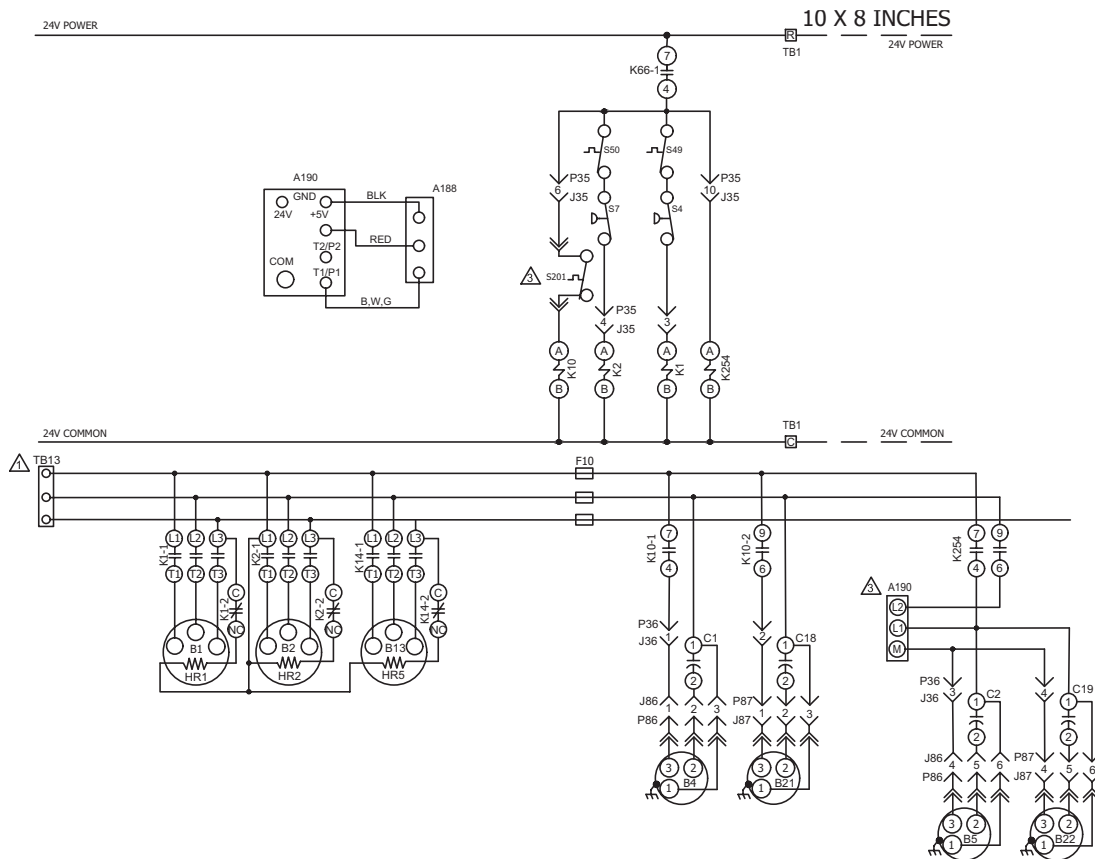 10 X 8 INCHES
24V POWER
R
TB1
24V POWER
7
K66-1
4
S50
S49
P35
6
J35
P35
10
J35
S7
S4
A190
GND
24V
+5V
T2/P2
COM
T1/P1
BLK
RED
B,W,G
A188
3
S201
P35
4
J35
3
A
A
A
A
K10
K2
K1
K254
B
B
B
B
24V COMMON
TB1
C
24V COMMON
1
TB13
F10
L1
L2
L3
K1-1
T1
T2
T3
C
K1-2
NO
B1
HR1
L1
L2
L3
K2-1
T1
T2
T3
C
K2-2
NO
B2
HR2
L1
L2
L3
K14-1
T1
T2
T3
C
K14-2
NO
B13
HR5
7
K10-1
4
9
K10-2
6
7
K254
4
9
6
P36
1
J36
1
C1
2
2
1
C18
2
J86
1
2
3
P86
P87
1
2
3
J87
3
2
1
B4
3
2
1
B21
3
A190
L2
L1
M
P36
3
J36
1
C2
2
4
1
C19
2
J86
4
5
6
P86
P87
4
5
6
J87
3
2
1
B5
3
2
1
B22